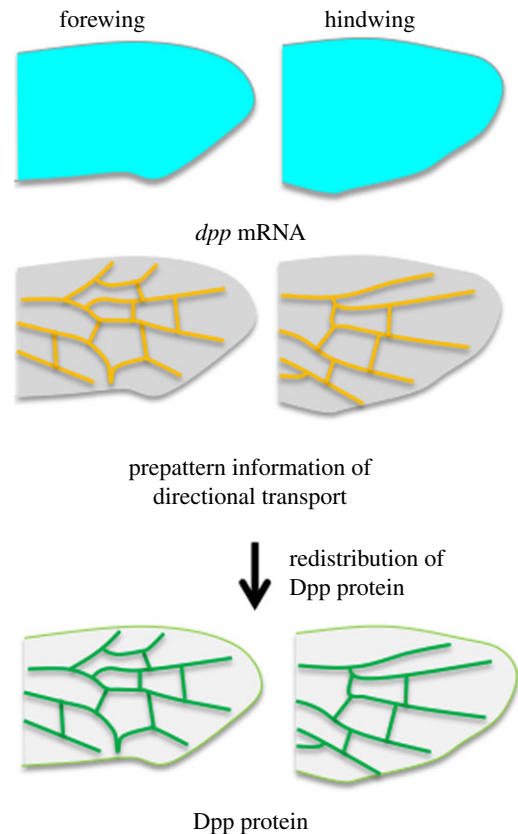 forewing
hindwing
dpp mRNA
prepattern information of
directional transport
redistribution of
Dpp protein
Dpp protein